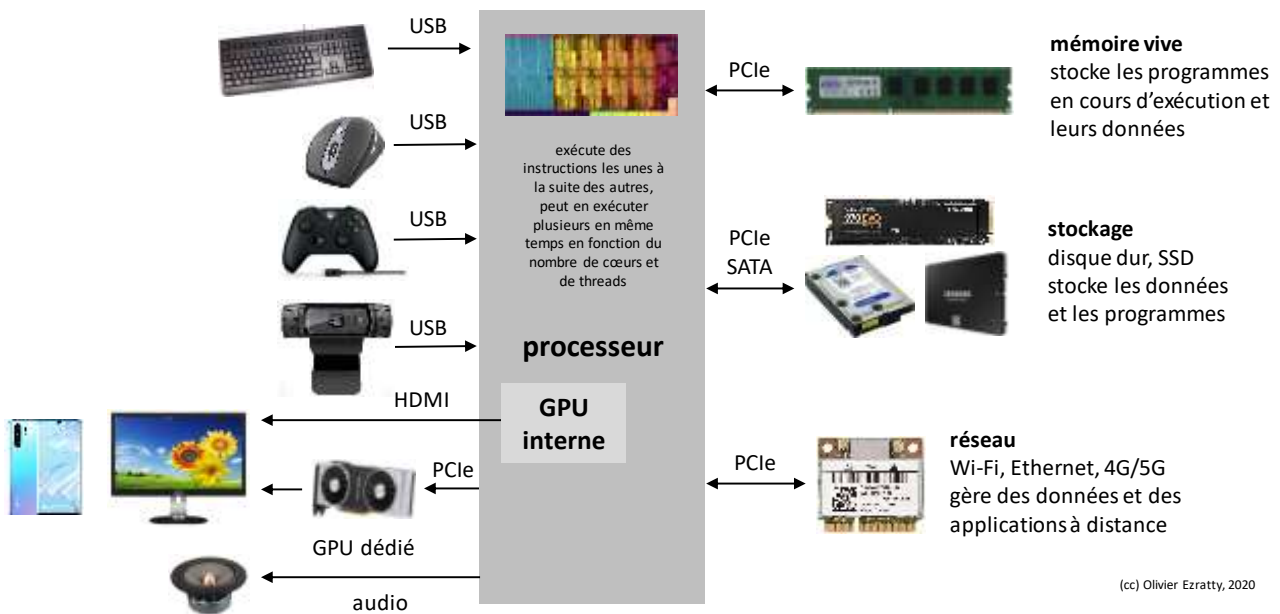 USB
USB
USB
USB
HDMI
PCIe
GPU dédié
audio
exécute des
instructions les unes à
la suite des autres,
peut en exécuter
plusieurs en même
temps en fonction du
nombre de cœurs et
de threads
processeur
GPU
interne
PCIe
mémoire vive
stocke les programmes
en cours d'exécution et
leurs données
PCIe
SATA
stockage
disque dur, SSD
stocke les données
et les programmes
PCIe
réseau
Wi-Fi, Ethernet, 4G/5G
gère des données et des
applications à distance
(cc) Olivier Ezratty, 2020